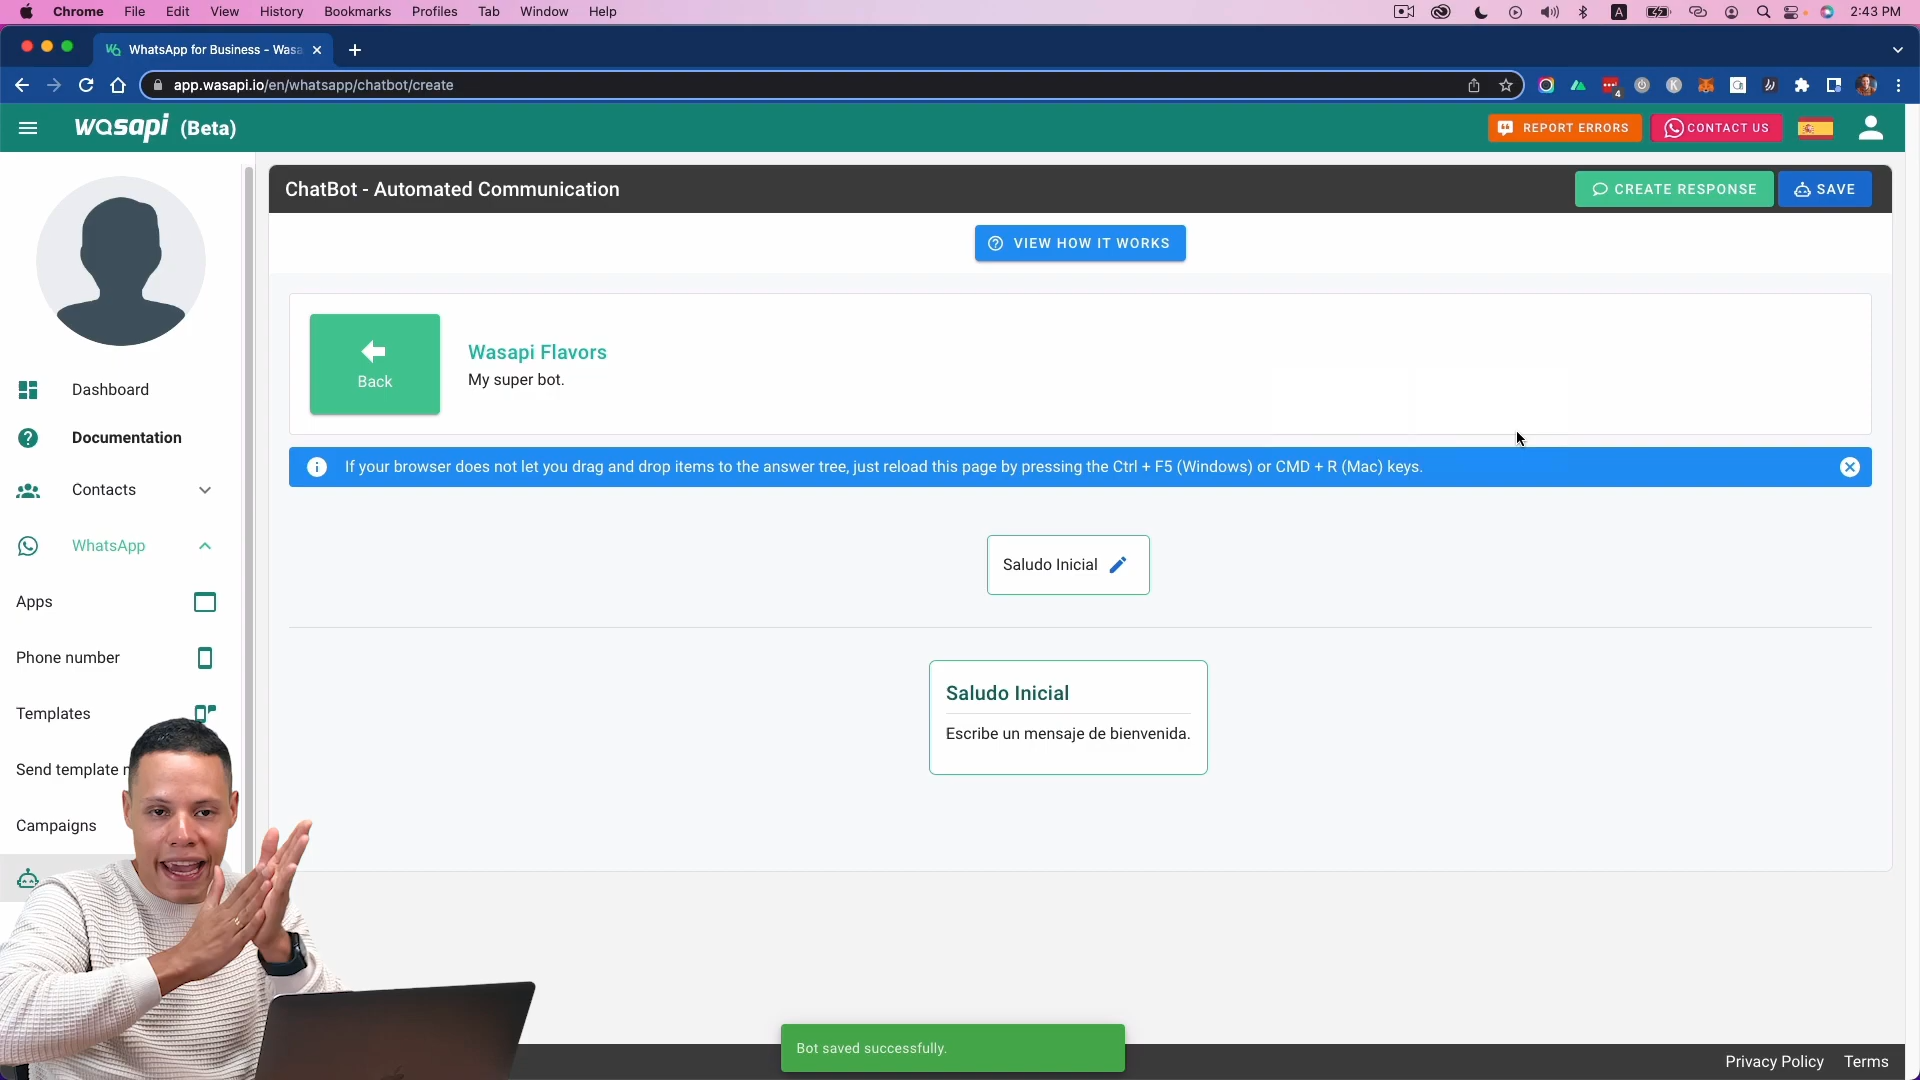 Chrome File Edit View History Bookmarks Profiles Tab Window Help A 2:43 PM
WhatsApp for Business - Wasa
app.wasapi.io/en/whatsapp/chatbot/create
4 K
wasapi (Beta) REPORT ERRORS CONTACT US
ChatBot - Automated Communication CREATE RESPONSE SAVE
VIEW HOW IT WORKS
Back
Wasapi Flavors
My super bot.
If your browser does not let you drag and drop items to the answer tree, just reload this page by pressing the Ctrl + F5 (Windows) or CMD + R (Mac) keys.
Dashboard
Documentation
Contacts
WhatsApp
Apps
Phone number
Templates
Send template
Campaigns
Saludo Inicial
Saludo Inicial
Escribe un mensaje de bienvenida.
Bot saved successfully.
Privacy Policy Terms